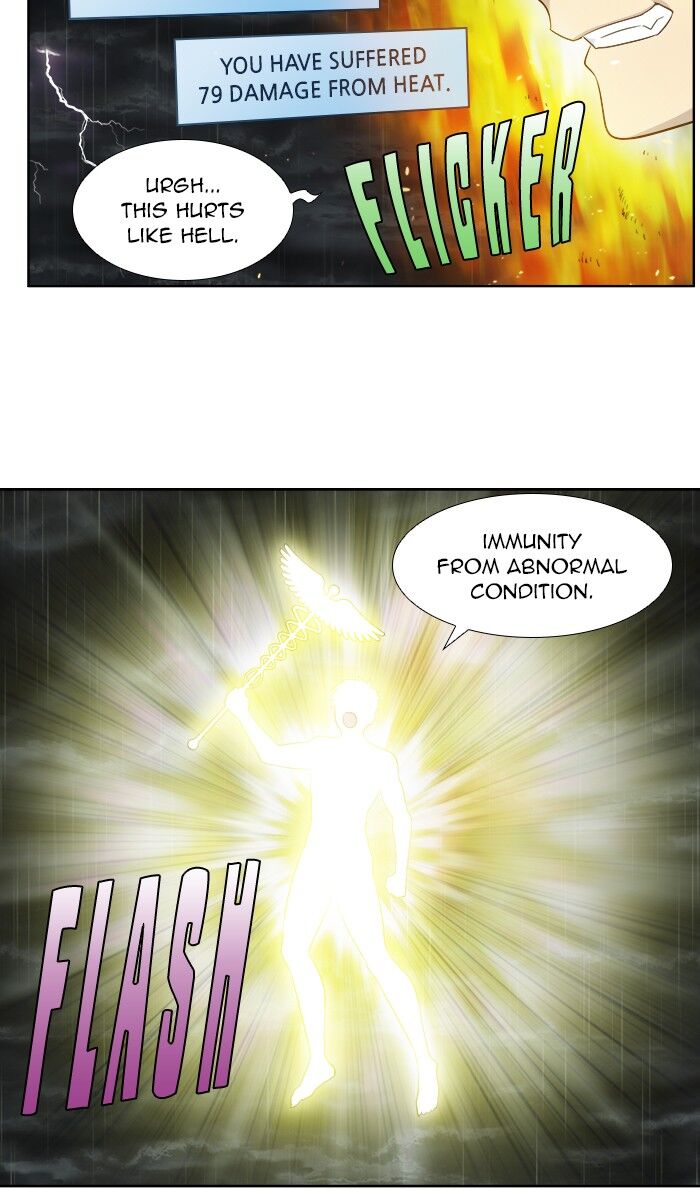 YOU HAVE SUFFERED
79 DAMAGE FROM HEAT.
URGH...
THIS HURTS
LIKE HELL.
FLICKER
IMMUNITY
FROM ABNORMAL
CONDITION.
FLASH